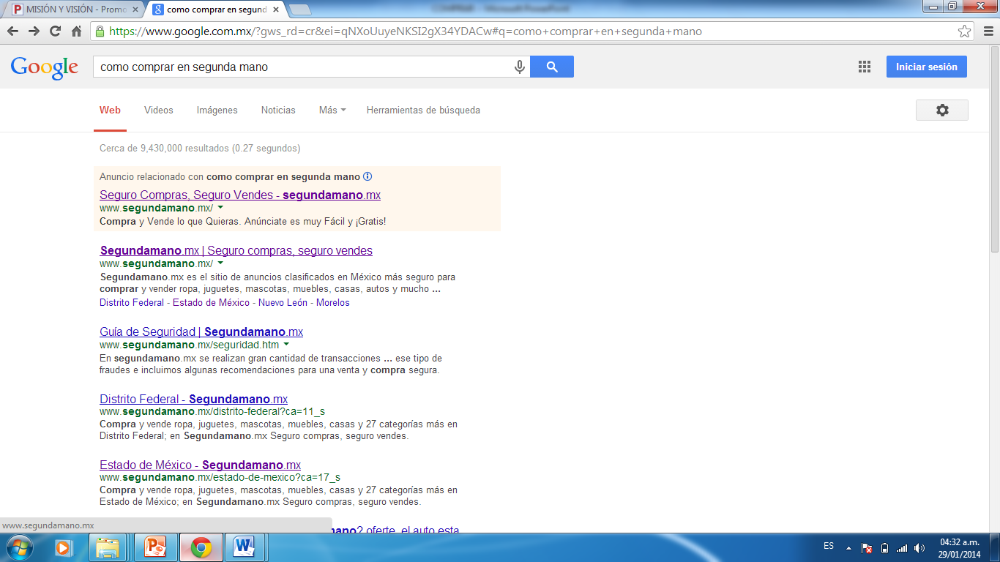 MISIÓN Y VISIÓN - Promo
como comprar en segund
COMPRAR - Microsoft PowerPoint
https://www.google.com.mx/?gws_rd=cr&ei=qNXoUuyeNKSI2gX34YDACw#q=como+comprar+en+segunda+mano
Google
como comprar en segunda mano
Iniciar sesión
Web Videos Imágenes Noticias Más Herramientas de búsqueda
Cerca de 9,430,000 resultados (0.27 segundos)
Anuncio relacionado con como comprar en segunda mano
Seguro Compras, Seguro Vendes - segundamano.mx
www.segundamano.mx/
Compra y Vende lo que Quieras. Anúnciate es muy Fácil y ¡Gratis!
Segundamano.mx | Seguro compras, seguro vendes
www.segundamano.mx/
Segundamano.mx es el sitio de anuncios clasificados en México más seguro para
comprar y vender ropa, juguetes, mascotas, muebles, casas, autos y mucho ...
Distrito Federal - Estado de México - Nuevo León - Morelos
Guía de Seguridad | Segundamano.mx
www.segundamano.mx/seguridad.htm
En segundamano.mx se realizan gran cantidad de transacciones ... ese tipo de
fraudes e incluimos algunas recomendaciones para una venta y compra segura.
Distrito Federal - Segundamano.mx
www.segundamano.mx/distrito-federal?ca=11_s
Compra y vende ropa, juguetes, mascotas, muebles, casas y 27 categorías más en
Distrito Federal; en Segundamano.mx Seguro compras, seguro vendes.
Estado de México - Segundamano.mx
www.segundamano.mx/estado-de-mexico?ca=17_s
Compra y vende ropa, juguetes, mascotas, muebles, casas y 27 categorías más en
Estado de México; en Segundamano.mx Seguro compras, seguro vendes.
www.segundamano.mx
mano? oferte, el auto esta
ES
04:32 a.m.
29/01/2014